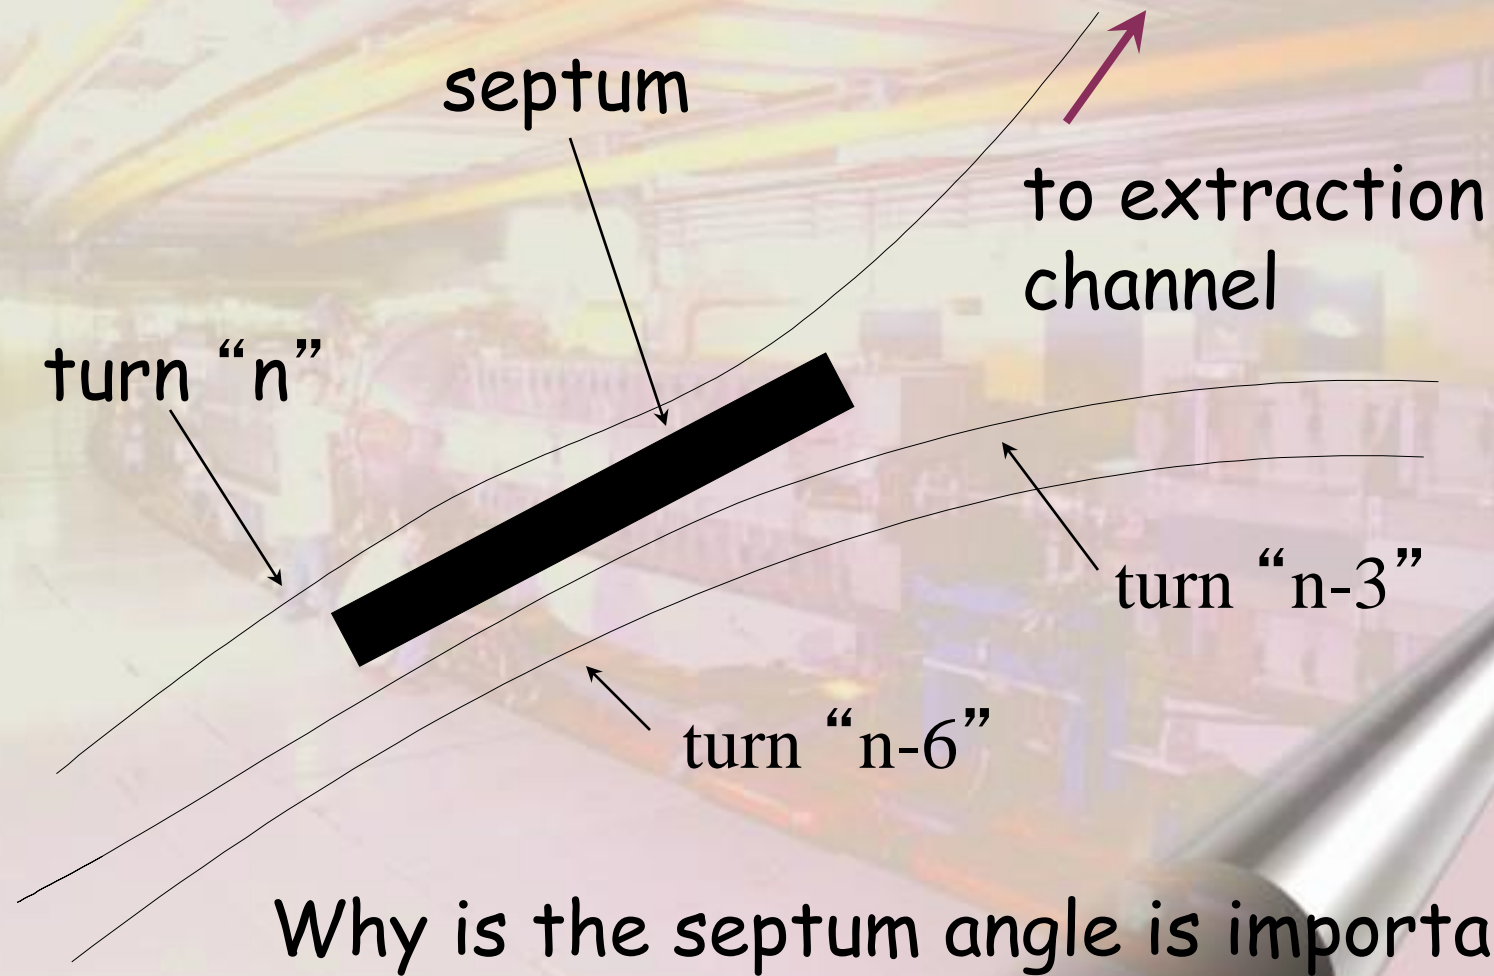 septum
to extraction
channel
turn “n”
turn “n-3”
turn “n-6”
Why is the septum angle is importa